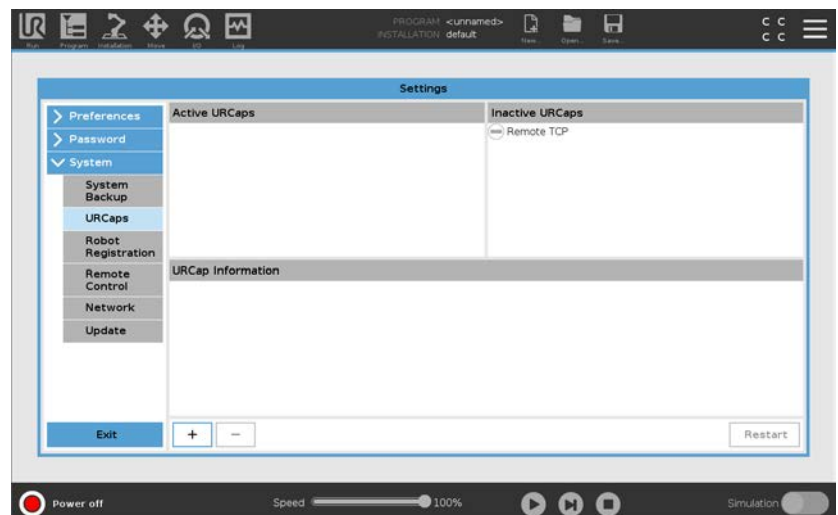 UR
PROGRAM <unnamed>
INSTALLATION default
Run Program Installation Move I/O Log New... Open... Save...
C C
C C
Settings
Preferences
Password
System
System
Backup
URCaps
Robot
Registration
Remote
Control
Network
Update
Exit
Active URCaps
Inactive URCaps
Remote TCP
URCap Information
+ −
Restart
Power off
Speed 100%
Simulation